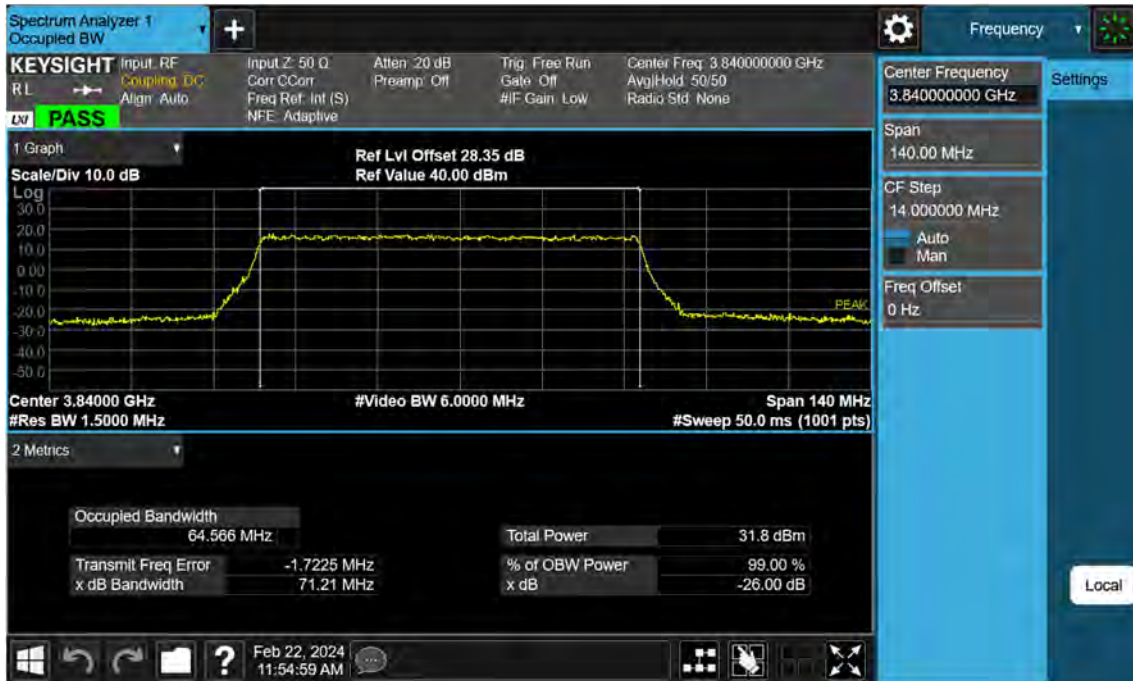 Spectrum Analyzer 1
Occupied BW
Frequency
KEYSIGHT
RL
LXI
PASS
Input: RF
Coupling: DC
Align: Auto
Input Z: 50 Ω
Corr CCorr
Freq Ref: Int (S)
NFE: Adaptive
Atten: 20 dB
Preamp: Off
Trig: Free Run
Gate: Off
#IF Gain: Low
Center Freq: 3.840000000 GHz
Avg|Hold: 50/50
Radio Std: None
1 Graph
Scale/Div 10.0 dB
Ref Lvl Offset 28.35 dB
Ref Value 40.00 dBm
Log
30.0
20.0
10.0
0.00
-10.0
-20.0
-30.0
-40.0
-50.0
PEAK
Center 3.84000 GHz
#Video BW 6.0000 MHz
Span 140 MHz
#Res BW 1.5000 MHz
#Sweep 50.0 ms (1001 pts)
2 Metrics
Occupied Bandwidth
64.566 MHz
Total Power 31.8 dBm
Transmit Freq Error -1.7225 MHz
% of OBW Power 99.00 %
x dB Bandwidth 71.21 MHz
x dB -26.00 dB
Feb 22, 2024
11:54:59 AM
Center Frequency
3.840000000 GHz
Settings
Span
140.00 MHz
CF Step
14.000000 MHz
Auto
Man
Freq Offset
0 Hz
Local